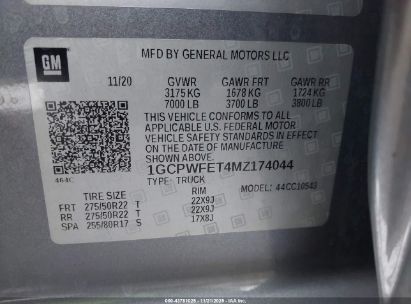 GM
MFD BY GENERAL MOTORS LLC
11/20 GVWR GAWR FRT GAWR RR
3175 KG 1678 KG 1724 KG
7000 LB 3700 LB 3800 LB
THIS VEHICLE CONFORMS TO ALL
APPLICABLE U.S. FEDERAL MOTOR
VEHICLE SAFETY STANDARDS IN EFFECT ON
THE DATE OF MANUFACTURE
SHOWN ABOVE
1GCPWFET4MZ174044
464C TYPE: TRUCK
MODEL: 44CC10543
TIRE SIZE RIM
FRT 275/50R22 T 22X9J
RR 275/50R22 T 22X9J
SPA 255/80R17 S 17X8J